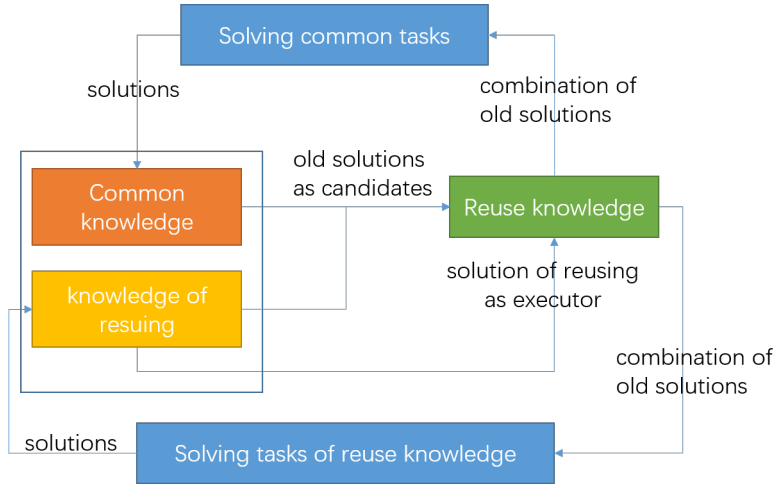 Solving common tasks
solutions
combination of
old solutions
Common
knowledge
old solutions
as candidates
Reuse knowledge
knowledge of
resuing
solution of reusing
as executor
combination of
old solutions
solutions
Solving tasks of reuse knowledge